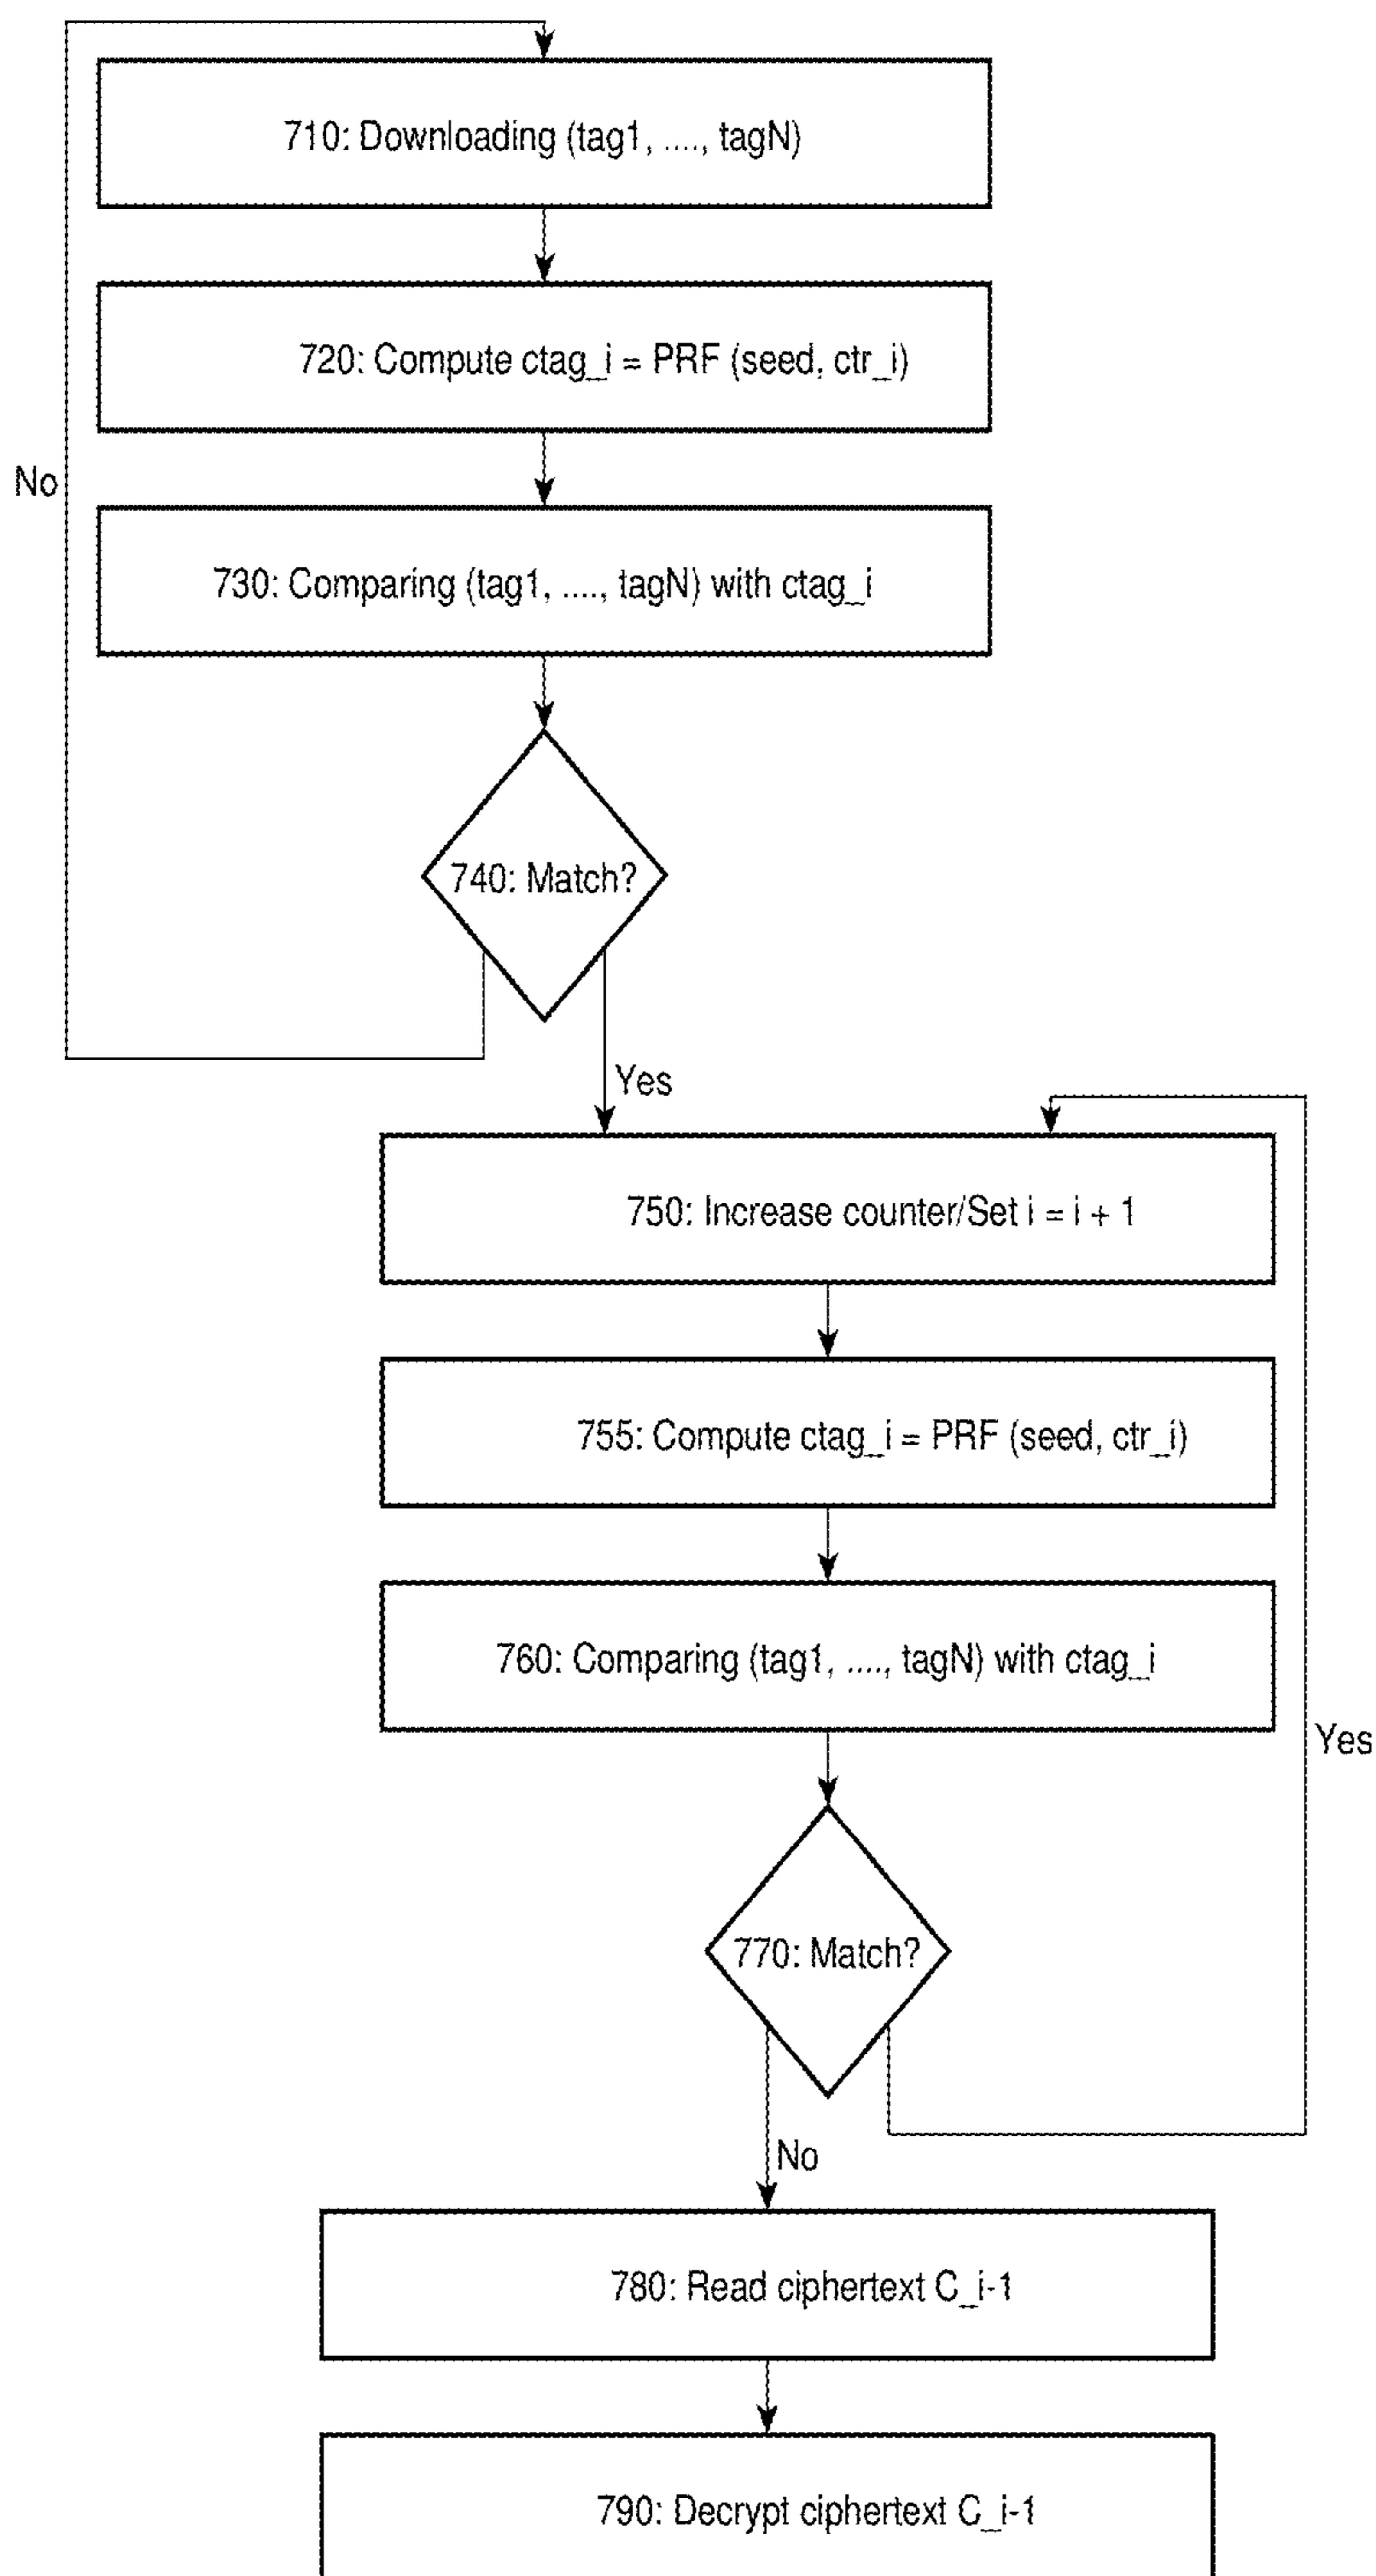 710: Downloading (tag1, ...., tagN)
720: Compute ctag_i = PRF (seed, ctr_i)
No
730: Comparing (tag1, ...., tagN) with ctag_i
740: Match?
Yes
750: Increase counter/Set i = i + 1
755: Compute ctag_i = PRF (seed, ctr_i)
760: Comparing (tag1, ...., tagN) with ctag_i
Yes
770: Match?
No
780: Read ciphertext C_i-1
790: Decrypt ciphertext C_i-1